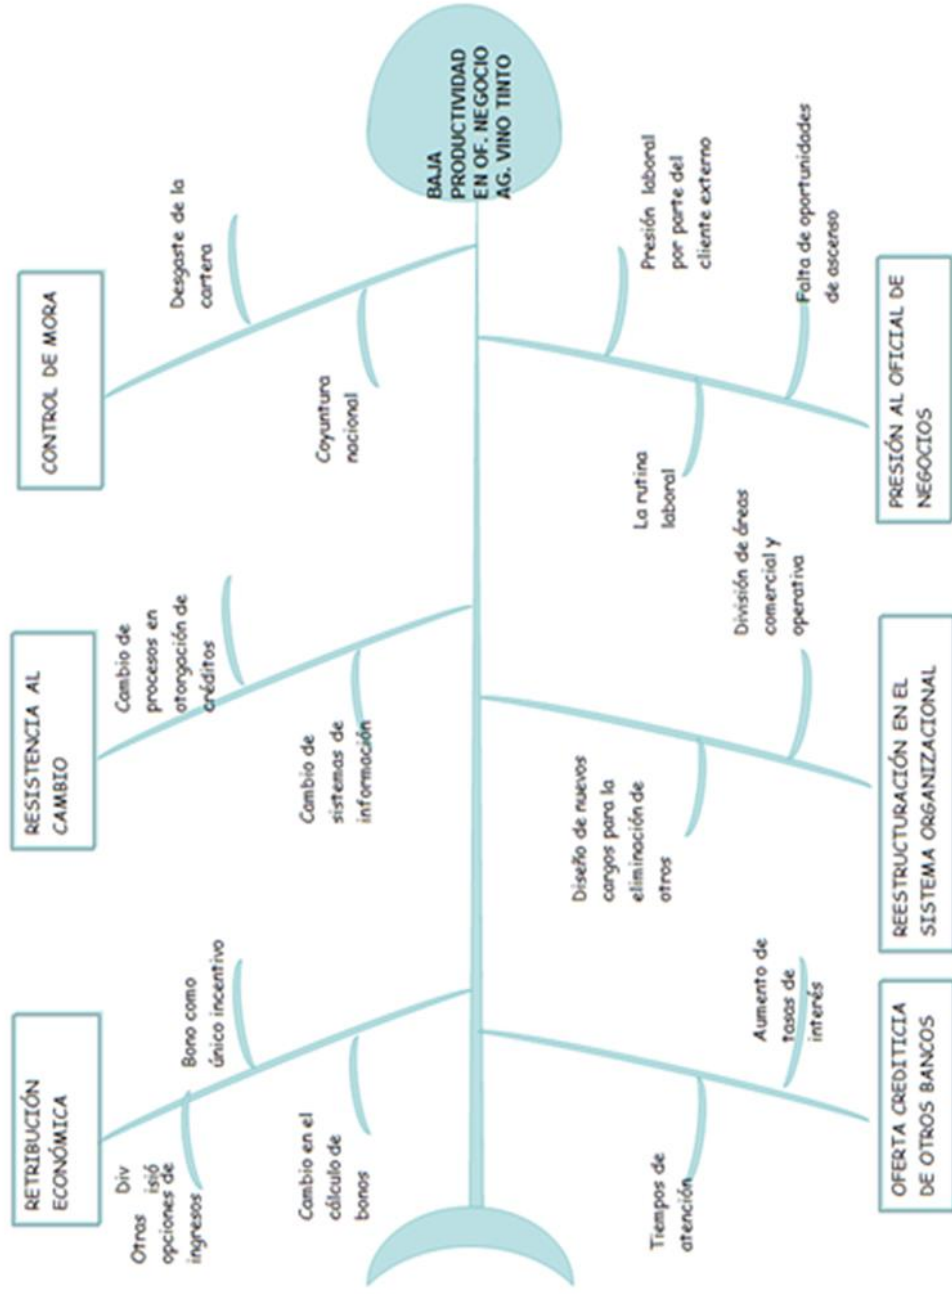 RETRIBUCIÓN
ECONÓMICA
Div
isió
Otras
opciones de
ingresos
Bono como
único incentivo
Cambio en el
cálculo de
bonos
RESISTENCIA AL
CAMBIO
Cambio de
procesos en
otorgación de
créditos
Cambio de
sistemas de
información
CONTROL DE MORA
Desgaste de la
cartera
Coyuntura
nacional
BAJA
PRODUCTIVIDAD
EN OF. NEGOCIO
AG. VINO TINTO
Tiempos de
atención
Aumento de
tasas de
interés
OFERTA CREDITICIA
DE OTROS BANCOS
Diseño de nuevos
cargos para la
eliminación de
otros
División de áreas
comercial y
operativa
REESTRUCTURACIÓN EN EL
SISTEMA ORGANIZACIONAL
La rutina
laboral
Presión laboral
por parte del
cliente externo
Falta de oportunidades
de ascenso
PRESIÓN AL OFICIAL DE
NEGOCIOS